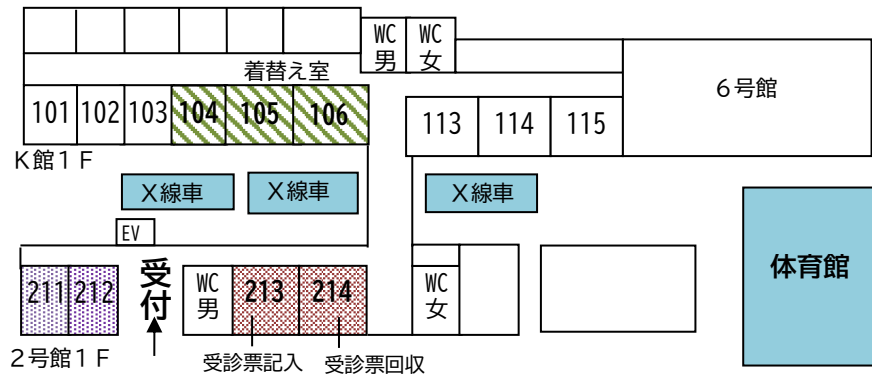 WC
男
WC
女
着替え室
6号館
101 102 103 104 105 106
113 114 115
K館1F
X線車 X線車 X線車
EV
体育館
受付
211 212
WC
男
213 214
WC
女
2号館1F
受診票記入 受診票回収